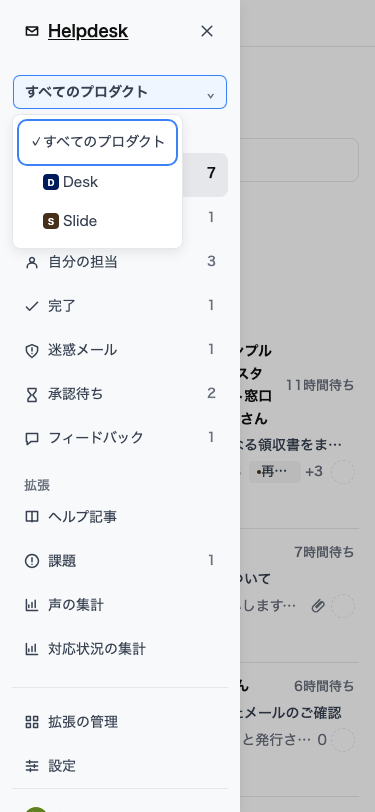 Helpdesk
すべてのプロダクト
✓すべてのプロダクト
D Desk
S Slide
7
1
自分の担当 3
完了 1
迷惑メール 1
承認待ち 2
フィードバック 1
拡張
ヘルプ記事
課題 1
声の集計
対応状況の集計
拡張の管理
設定
ンプル
スタ
ト窓口
さん
11時間待ち
なる領収書をま…
•再… +3
7時間待ち
ついて
します…
ん 6時間待ち
とメールのご確認
と発行さ… 0